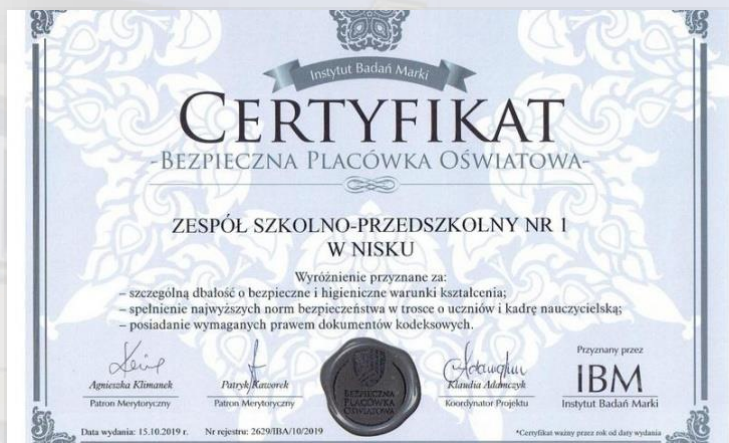 Instytut Badań Marki
CERTYFIKAT
-BEZPIECZNA PLACÓWKA OŚWIATOWA-
ZESPÓŁ SZKOLNO-PRZEDSZKOLNY NR 1
W NISKU
Wyróżnienie przyznane za:
– szczególną dbałość o bezpieczne i higieniczne warunki kształcenia;
– spełnienie najwyższych norm bezpieczeństwa w trosce o uczniów i kadrę nauczycielską;
– posiadanie wymaganych prawem dokumentów kodeksowych.
Agnieszka Klimanek
Patron Merytoryczny
Patryk Kaworek
Patron Merytoryczny
BEZPIECZNA
PLACÓWKA
OŚWIATOWA
Klaudia Adamczyk
Koordynator Projektu
Przyznany przez
IBM
Instytut Badań Marki
Data wydania: 15.10.2019 r. Nr rejestru: 2629/IBA/10/2019
*Certyfikat ważny przez rok od daty wydania